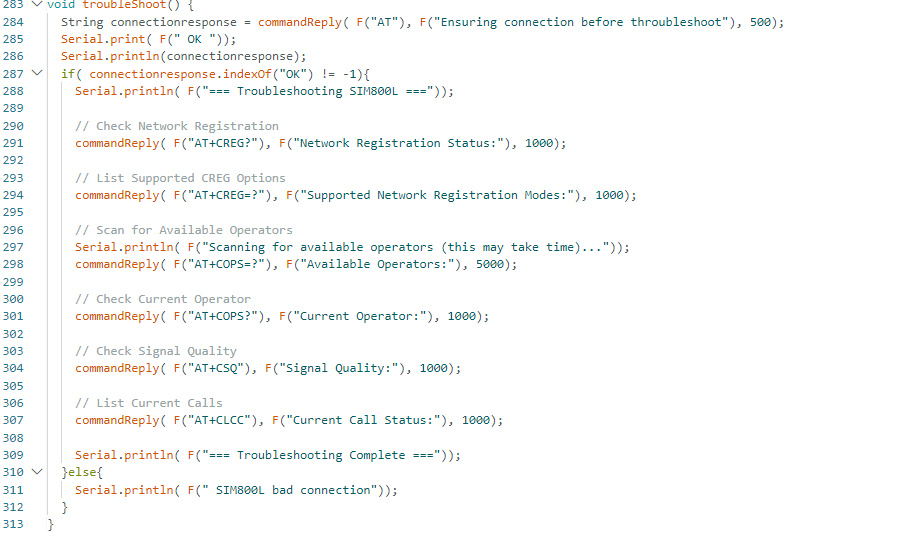 283 void troubleShoot() {
284 String connectionresponse = commandReply( F("AT"), F("Ensuring connection before throubleshoot"), 500);
285 Serial.print( F(" OK "));
286 Serial.println(connectionresponse);
287 if( connectionresponse.indexOf("OK") != -1){
288 Serial.println( F("=== Troubleshooting SIM800L ==="));
289
290 // Check Network Registration
291 commandReply( F("AT+CREG?"), F("Network Registration Status:"), 1000);
292
293 // List Supported CREG Options
294 commandReply( F("AT+CREG=?"), F("Supported Network Registration Modes:"), 1000);
295
296 // Scan for Available Operators
297 Serial.println( F("Scanning for available operators (this may take time)..."));
298 commandReply( F("AT+COPS=?"), F("Available Operators:"), 5000);
299
300 // Check Current Operator
301 commandReply( F("AT+COPS?"), F("Current Operator:"), 1000);
302
303 // Check Signal Quality
304 commandReply( F("AT+CSQ"), F("Signal Quality:"), 1000);
305
306 // List Current Calls
307 commandReply( F("AT+CLCC"), F("Current Call Status:"), 1000);
308
309 Serial.println( F("=== Troubleshooting Complete ==="));
310 }else{
311 Serial.println( F(" SIM800L bad connection"));
312 }
313 }